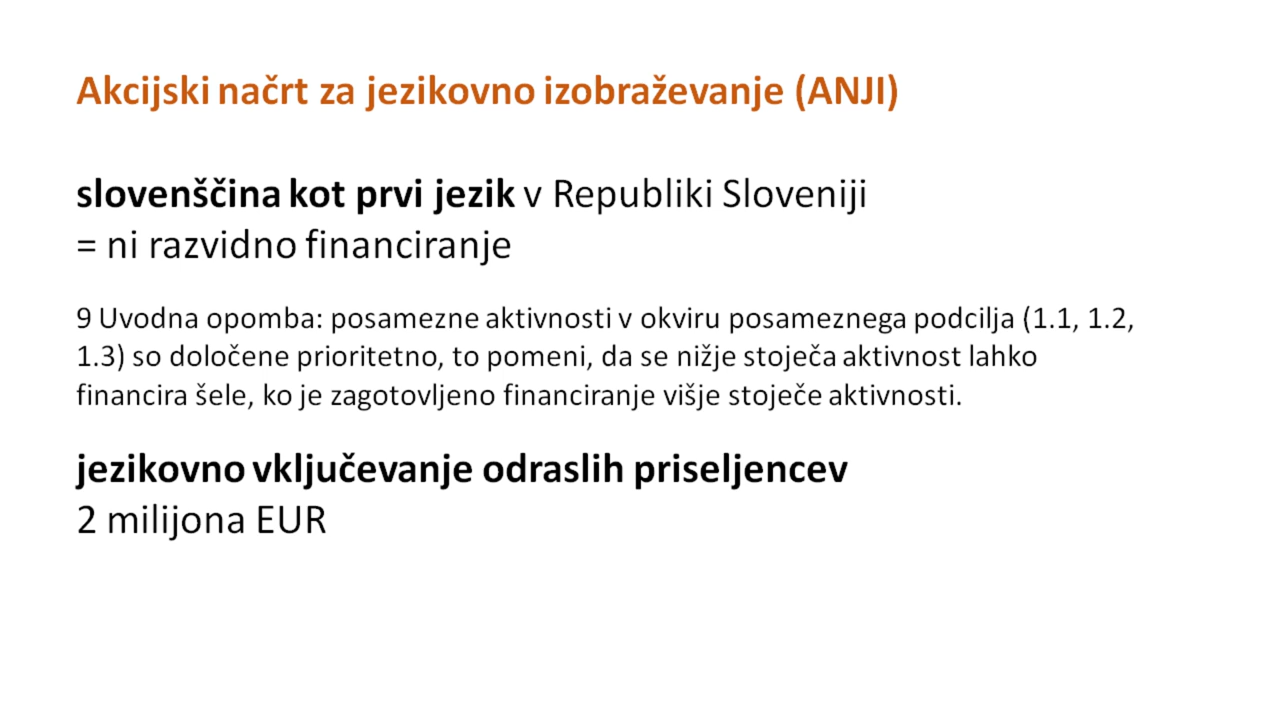 Akcijski načrt za jezikovno izobraževanje (ANJI)
slovenščina kot prvi jezik v Republiki Sloveniji
= ni razvidno financiranje
9 Uvodna opomba: posamezne aktivnosti v okviru posameznega podcilja (1.1, 1.2,
1.3) so določene prioritetno, to pomeni, da se nižje stoječa aktivnost lahko
financira šele, ko je zagotovljeno financiranje višje stoječe aktivnosti.
jezikovno vključevanje odraslih priseljencev
2 milijona EUR